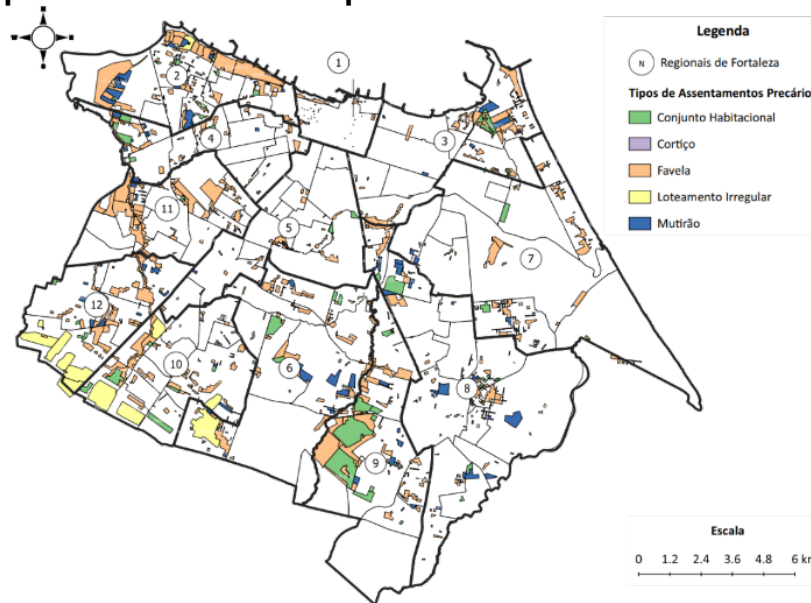 1
2
3
4
5
6
7
8
9
10
11
12
Legenda
N Regionais de Fortaleza
Tipos de Assentamentos Precário
Conjunto Habitacional
Cortiço
Favela
Loteamento Irregular
Mutirão
Escala
0 1.2 2.4 3.6 4.8 6 k